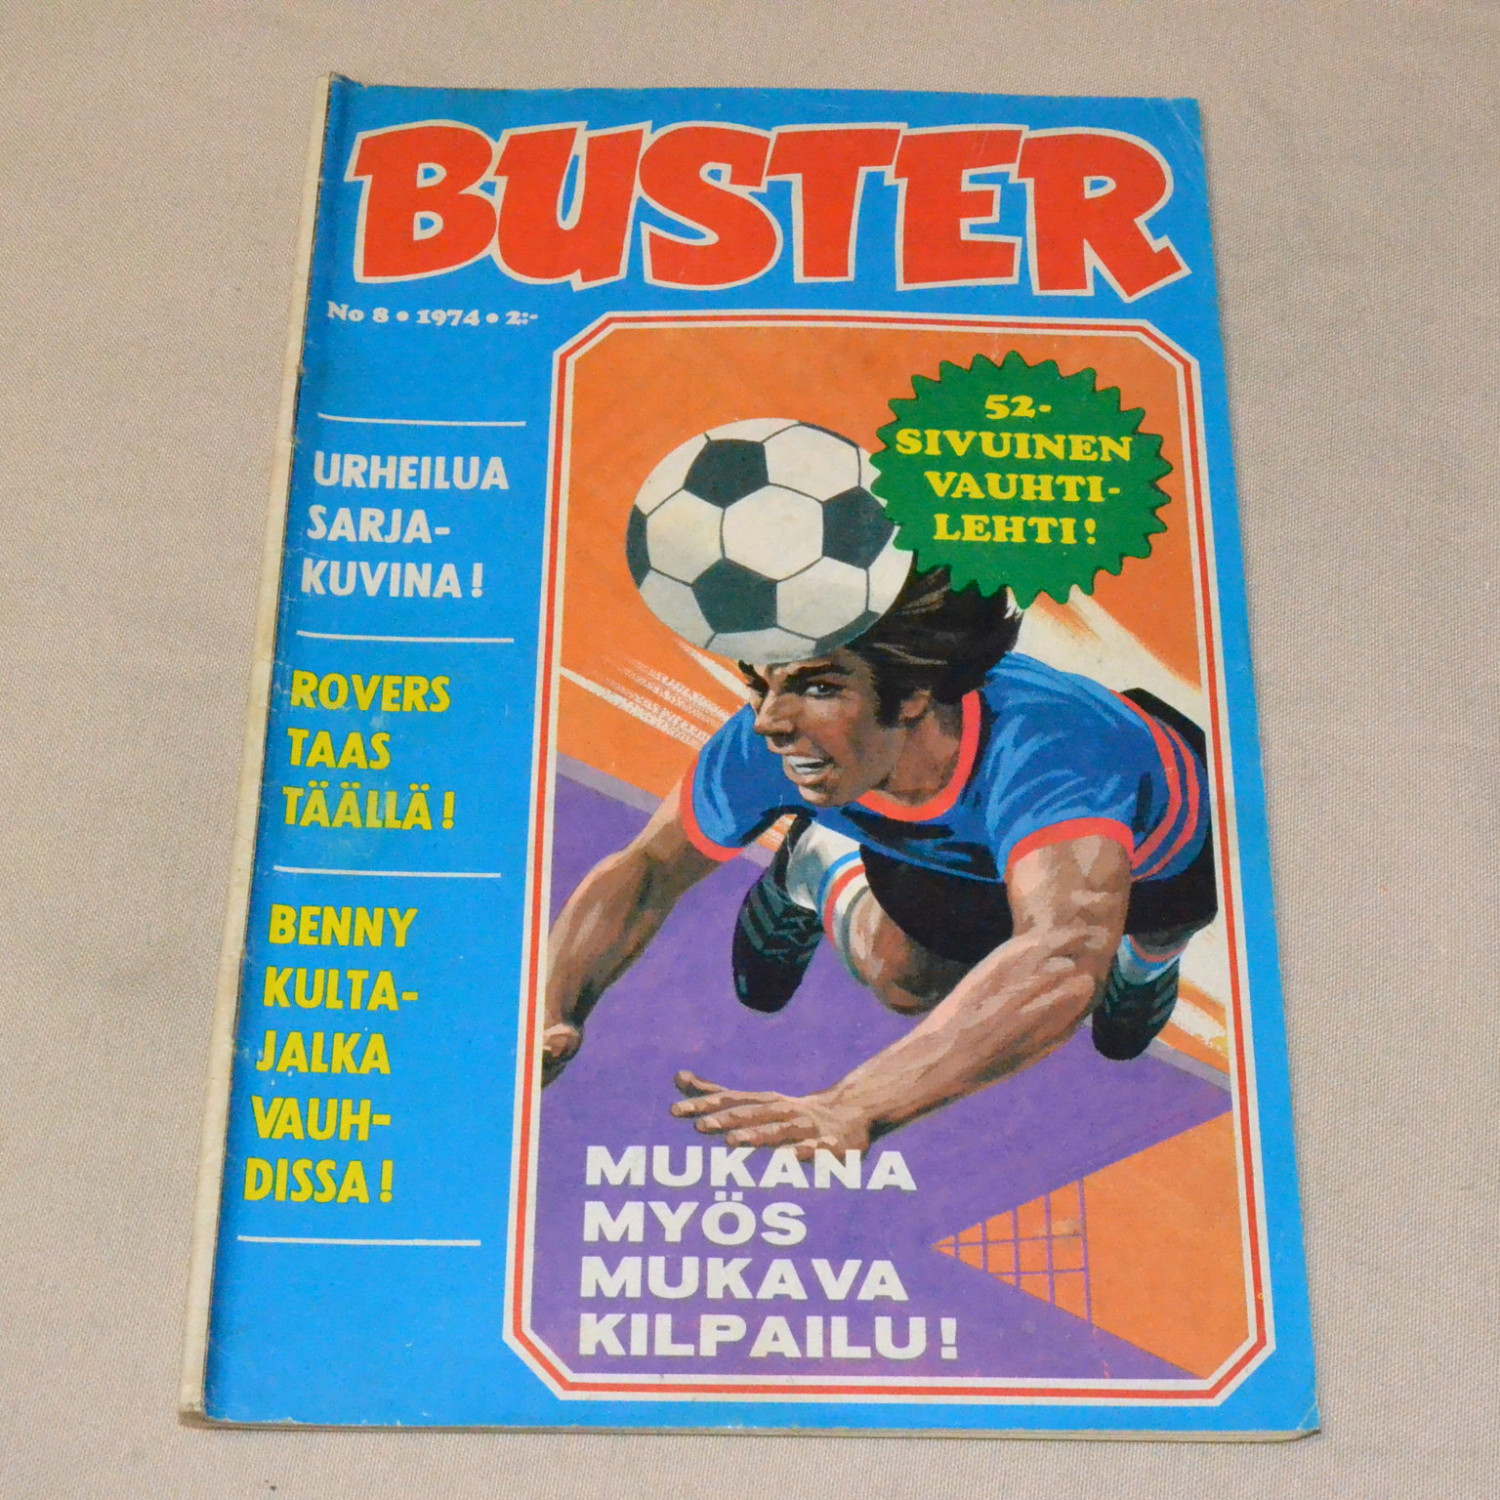 BUSTER
No 8 • 1974 • 2:-
URHEILUA
SARJA-
KUVINA!
ROVERS
TAAS
TÄÄLLÄ!
BENNY
KULTA-
JALKA
VAUH-
DISSA!
52-
SIVUINEN
VAUHTI-
LEHTI!
MUKANA
MYÖS
MUKAVA
KILPAILU!